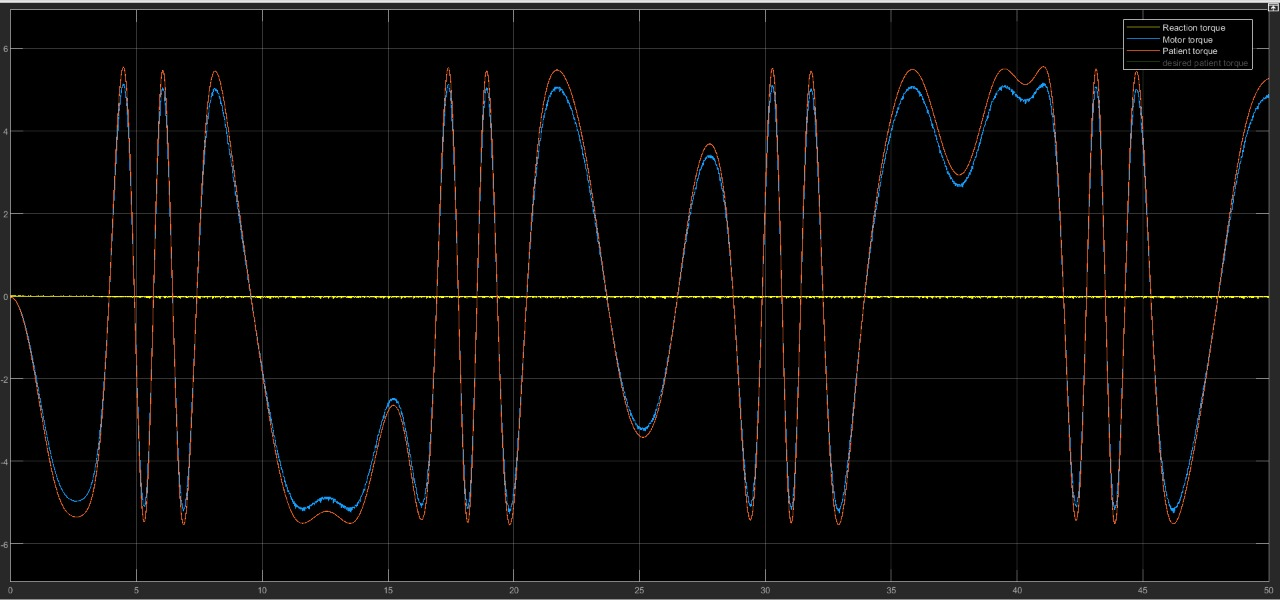 Reaction torque
Motor torque
Patient torque
desired patient torque
6
4
2
0
-2
-4
-6
0 5 10 15 20 25 30 35 40 45 50